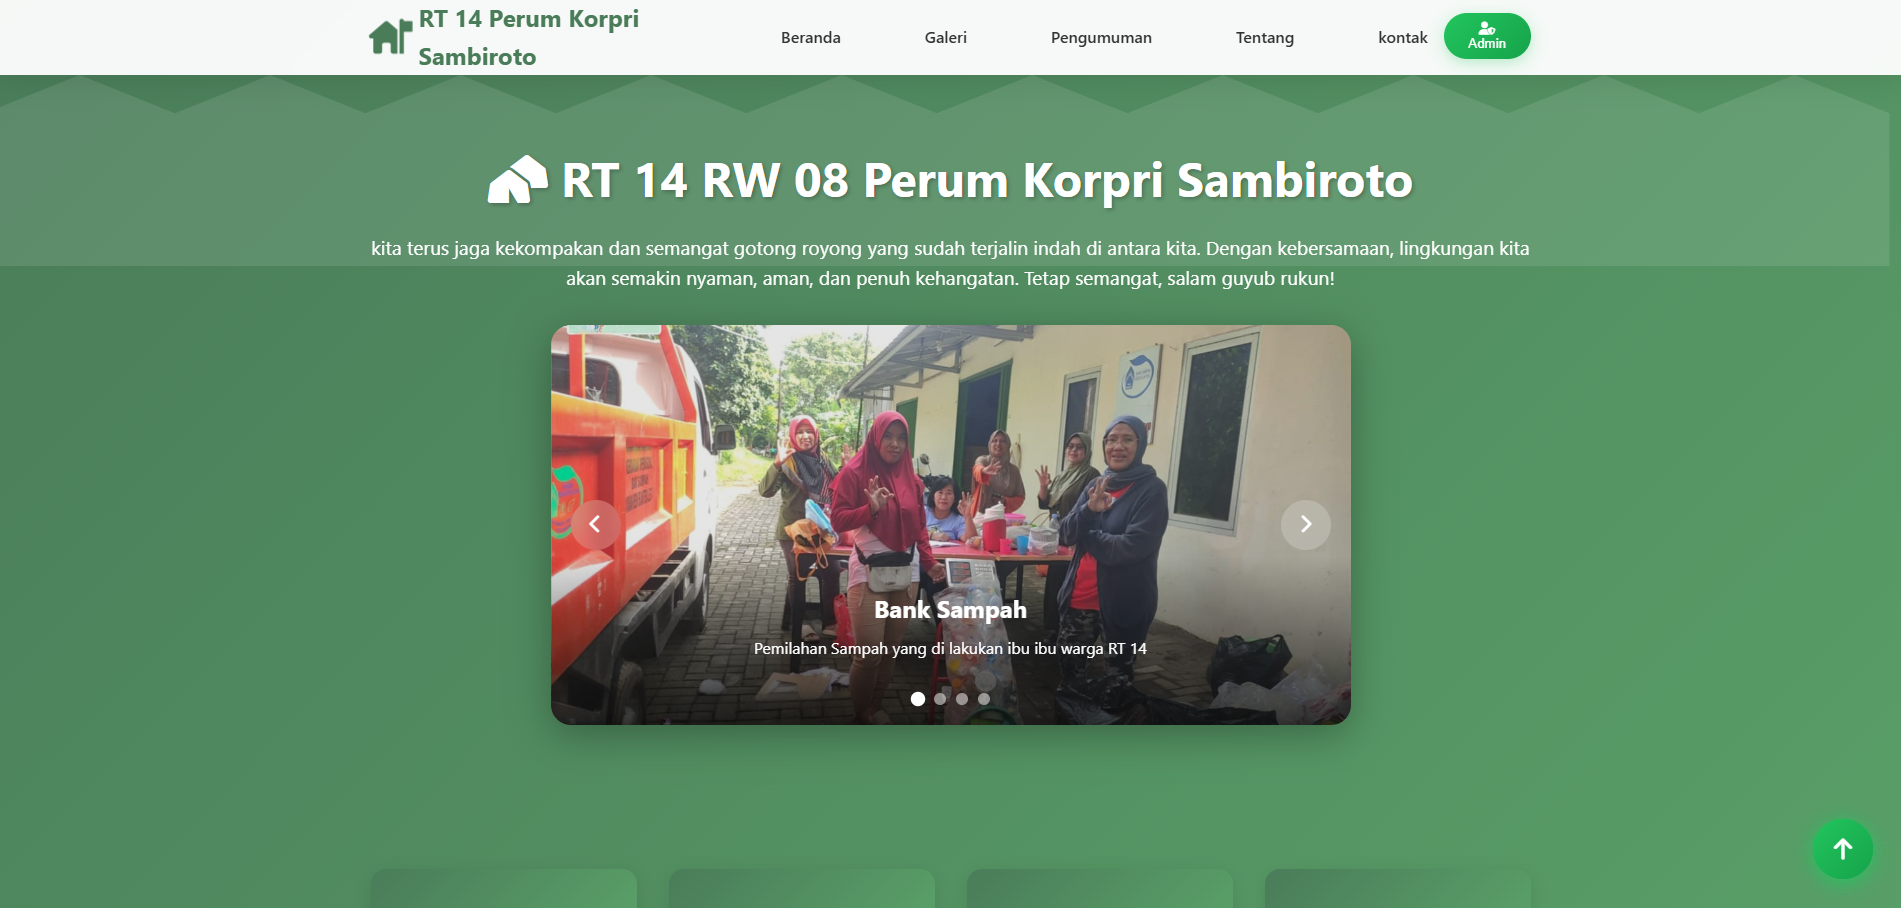 RT 14 Perum Korpri
Sambiroto
Beranda
Galeri
Pengumuman
Tentang
kontak
Admin
RT 14 RW 08 Perum Korpri Sambiroto
kita terus jaga kekompakan dan semangat gotong royong yang sudah terjalin indah di antara kita. Dengan kebersamaan, lingkungan kita
akan semakin nyaman, aman, dan penuh kehangatan. Tetap semangat, salam guyub rukun!
Bank Sampah
Pemilahan Sampah yang di lakukan ibu ibu warga RT 14